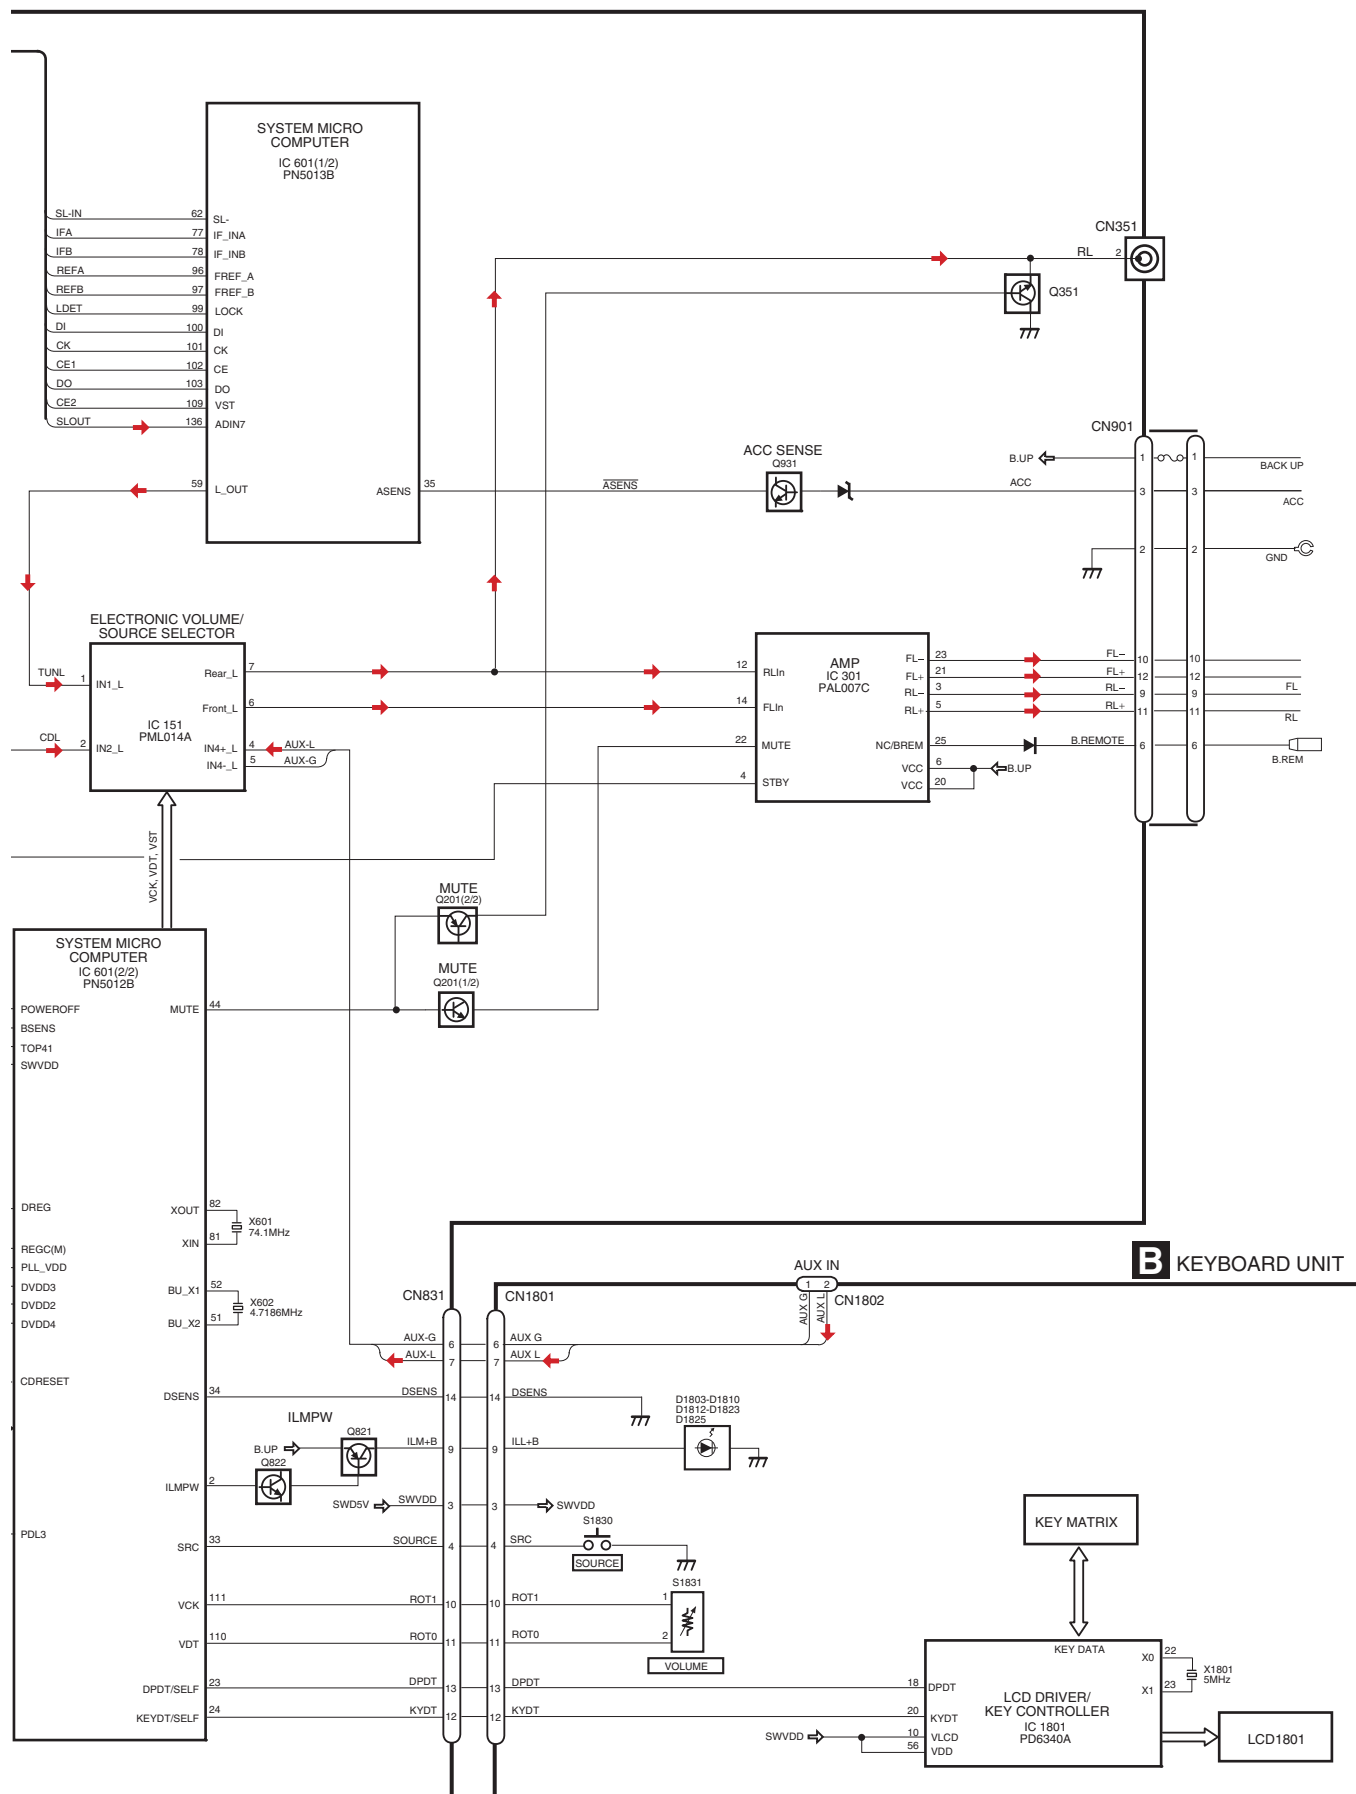 SYSTEM MICRO
COMPUTER
IC 601(1/2)
PN5013B
SL-IN 62 SL-
IFA 77 IF_INA
IFB 78 IF_INB
REFA 96 FREF_A
REFB 97 FREF_B
LDET 99 LOCK
DI 100 DI
CK 101 CK
CE1 102 CE
DO 103 DO
CE2 109 VST
SLOUT 136 ADIN7
59 L_OUT
ASENS 35 ASENS
ACC SENSE
Q931
CN351
RL 2
Q351
CN901
B.UP 1 1 BACK UP
ACC 3 3 ACC
2 2 GND
ELECTRONIC VOLUME/
SOURCE SELECTOR
TUNL 1 IN1_L
CDL 2 IN2_L
IC 151
PML014A
Rear_L 7
Front_L 6
IN4+_L 4 AUX-L
IN4-_L 5 AUX-G
VCK, VDT, VST
12 RLIn
14 FLIn
22 MUTE
4 STBY
AMP
IC 301
PAL007C
FL- 23 FL- 10 10
FL+ 21 FL+ 12 12
FL
RL- 3 RL- 9 9
RL+ 5 RL+ 11 11
RL
NC/BREM 25 B.REMOTE 6 6
B.REM
VCC 6 B.UP
VCC 20
MUTE
Q201(2/2)
MUTE
Q201(1/2)
SYSTEM MICRO
COMPUTER
IC 601(2/2)
PN5012B
POWEROFF
BSENS
TOP41
SWVDD
DREG
REGC(M)
PLL_VDD
DVDD3
DVDD2
DVDD4
CDRESET
PDL3
MUTE 44
XOUT 82
XIN 81
X601
74.1MHz
BU_X1 52
BU_X2 51
X602
4.7186MHz
B KEYBOARD UNIT
AUX IN
1 2
CN1802
AUX G
AUX L
CN831
CN1801
AUX-G 6 6 AUX G
AUX-L 7 7 AUX L
DSENS 34 DSENS 14 14 DSENS
ILMPW
Q821
B.UP
Q822
ILM+B 9 9 ILL+B
D1803-D1810
D1812-D1823
D1825
ILMPW 2
SWD5V SWVDD 3 3 SWVDD
SRC 33 SOURCE 4 4 SRC
S1830
SOURCE
S1831
VCK 111 ROT1 10 10 ROT1 1
VDT 110 ROT0 11 11 ROT0 2
VOLUME
DPDT/SELF 23 DPDT 13 13 DPDT 18 DPDT
KEYDT/SELF 24 KYDT 12 12 KYDT 20 KYDT
SWVDD 10 VLCD
56 VDD
KEY MATRIX
KEY DATA
LCD DRIVER/
KEY CONTROLLER
IC 1801
PD6340A
X0 22
X1 23
X1801
5MHz
LCD1801